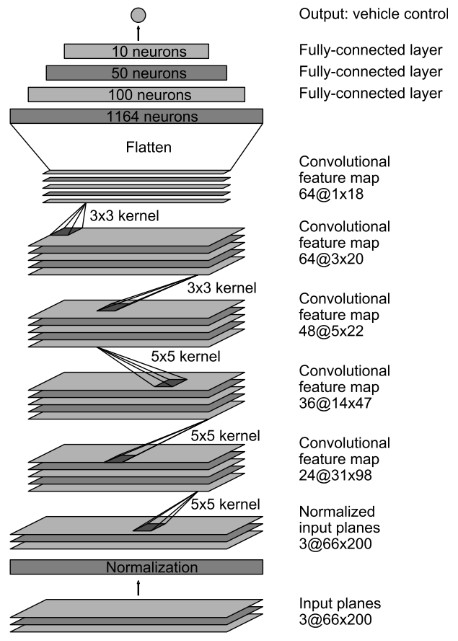 Output: vehicle control
10 neurons
Fully-connected layer
50 neurons
Fully-connected layer
100 neurons
Fully-connected layer
1164 neurons
Flatten
Convolutional
feature map
64@1x18
3x3 kernel
Convolutional
feature map
64@3x20
3x3 kernel
Convolutional
feature map
48@5x22
5x5 kernel
Convolutional
feature map
36@14x47
5x5 kernel
Convolutional
feature map
24@31x98
5x5 kernel
Normalized
input planes
3@66x200
Normalization
Input planes
3@66x200